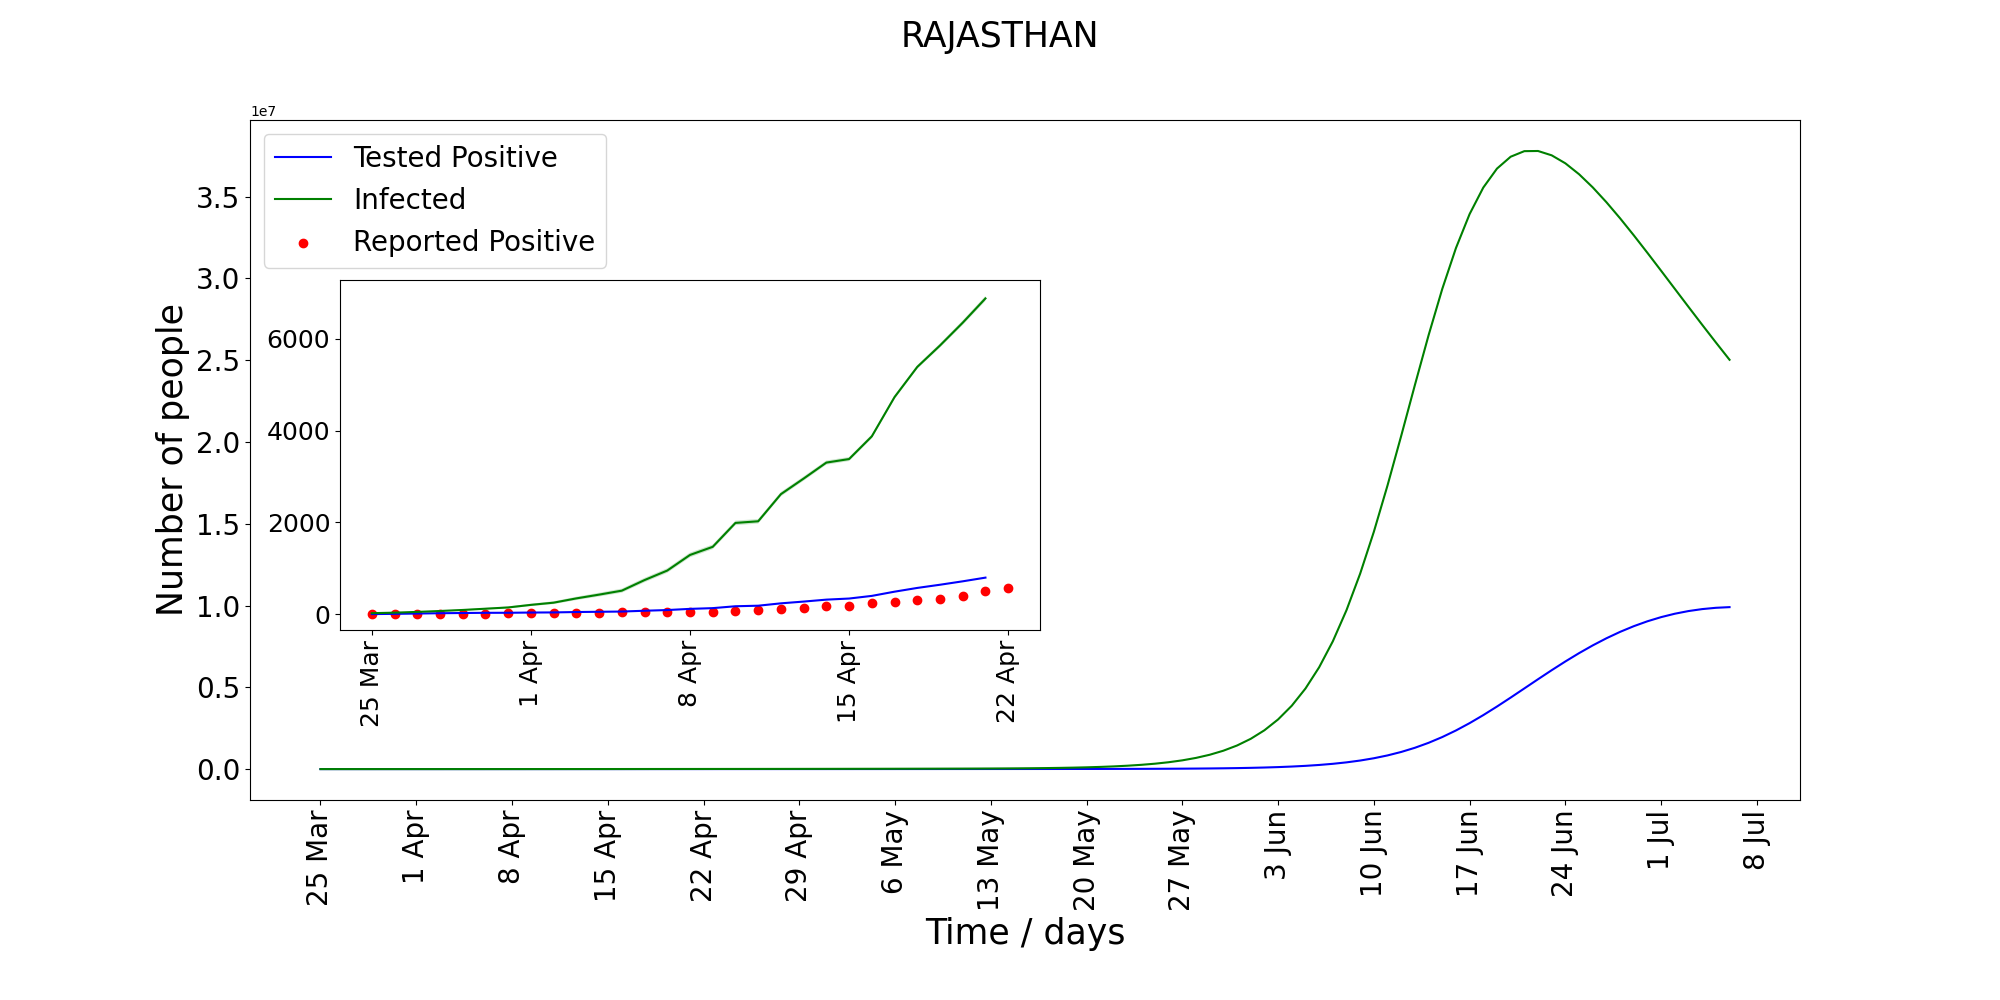 RAJASTHAN
1e7
Tested Positive
Infected
Reported Positive
Number of people
3.5
3.0
2.5
2.0
1.5
1.0
0.5
0.0
6000
4000
2000
0
25 Mar
1 Apr
8 Apr
15 Apr
22 Apr
25 Mar
1 Apr
8 Apr
15 Apr
22 Apr
29 Apr
6 May
13 May
20 May
27 May
3 Jun
10 Jun
17 Jun
24 Jun
1 Jul
8 Jul
Time / days